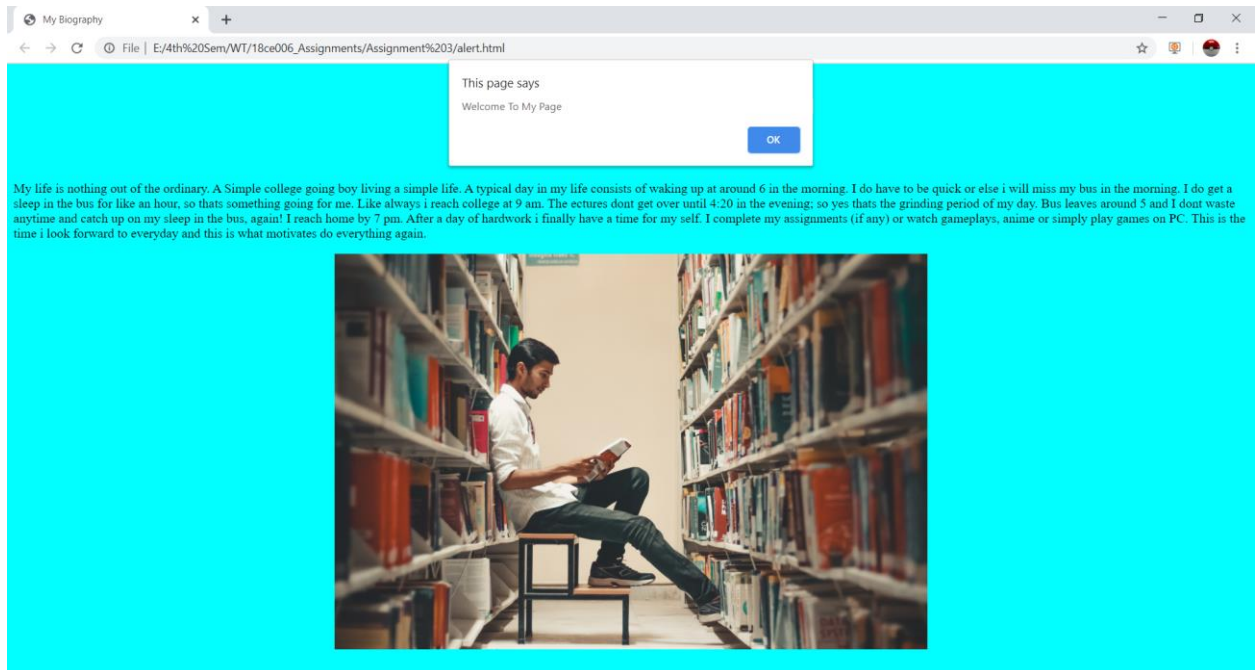 My Biography
File | E:/4th%20Sem/WT/18ce006_Assignments/Assignment%203/alert.html
This page says
Welcome To My Page
OK
My life is nothing out of the ordinary. A Simple college going boy living a simple life. A typical day in my life consists of waking up at around 6 in the morning. I do have to be quick or else i will miss my bus in the morning. I do get a
sleep in the bus for like an hour, so thats something going for me. Like always i reach college at 9 am. The ectures dont get over until 4:20 in the evening; so yes thats the grinding period of my day. Bus leaves around 5 and I dont waste
anytime and catch up on my sleep in the bus, again! I reach home by 7 pm. After a day of hardwork i finally have a time for my self. I complete my assignments (if any) or watch gameplays, anime or simply play games on PC. This is the
time i look forward to everyday and this is what motivates do everything again.